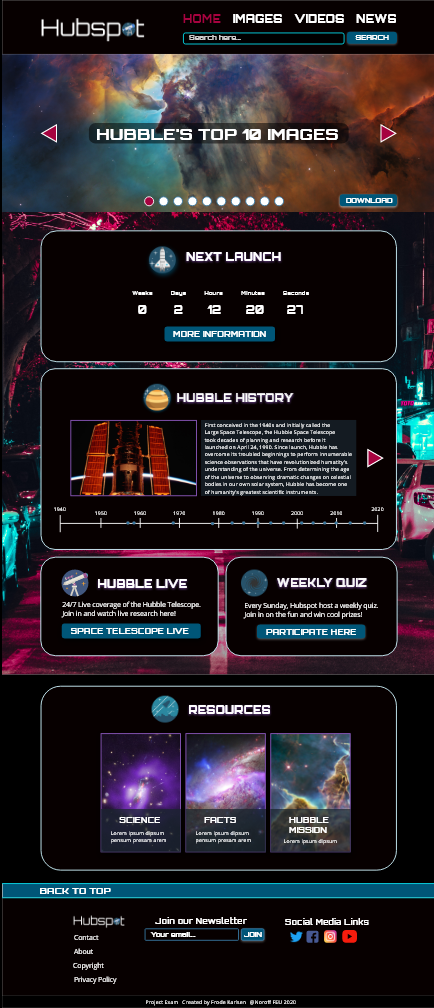 Hubspot
HOME IMAGES VIDEOS NEWS
Search here... SEARCH
HUBBLE'S TOP 10 IMAGES
DOWNLOAD
NEXT LAUNCH
Weeks Days Hours Minutes Seconds
0 2 12 20 27
MORE INFORMATION
HUBBLE HISTORY
First conceived in the 1940s and initially called the
Large Space Telescope, the Hubble Space Telescope
took decades of planning and research before it
launched on April 24, 1990. Since launch, Hubble has
overcome its troubled beginnings to perform innumerable
science observations that have revolutionized humanity's
understanding of the universe. From determining the age
of the universe to observing dramatic changes on celestial
bodies in our own solar system, Hubble has become one
of humanity's greatest scientific instruments.
1940 1950 1960 1970 1980 1990 2000 2010 2020
HUBBLE LIVE
24/7 Live coverage of the Hubble Telescope.
Join in and watch live research here!
SPACE TELESCOPE LIVE
WEEKLY QUIZ
Every Sunday, Hubspot host a weekly quiz.
Join in on the fun and win cool prizes!
PARTICIPATE HERE
RESOURCES
SCIENCE
Lorem ipsum dipsum
pensum presam arem
FACTS
Lorem ipsum dipsum
pensum presam arem
HUBBLE
MISSION
Lorem ipsum dipsum
BACK TO TOP
Hubspot
Contact
About
Copyright
Privacy Policy
Join our Newsletter
Your email... JOIN
Social Media Links
Project Exam Created by Frode Karlsen @Noroff FEU 2020